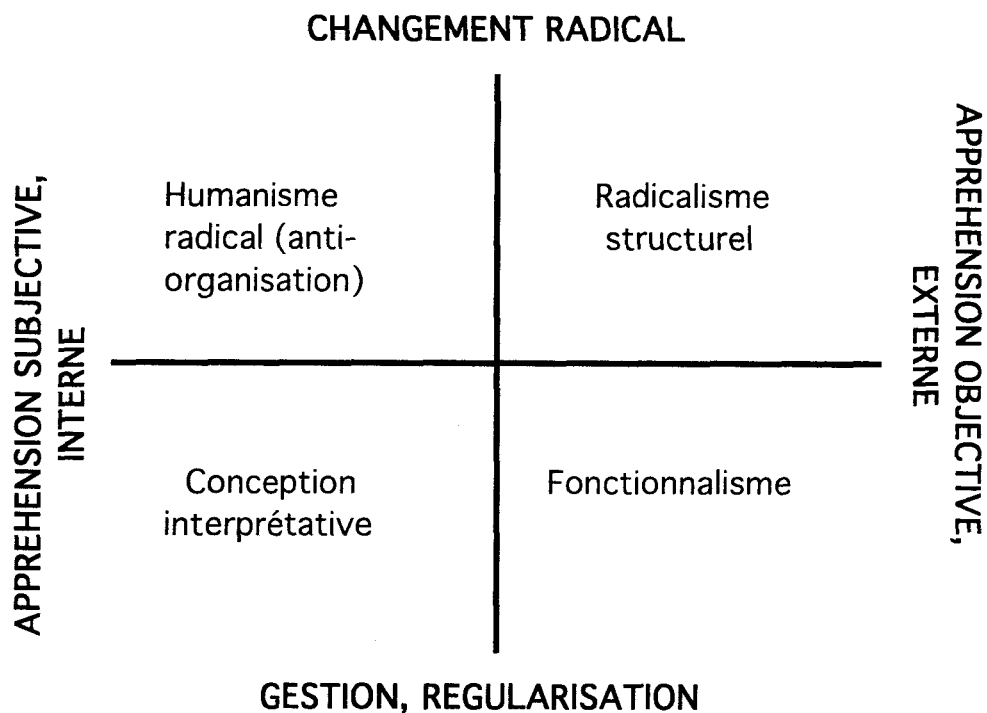 CHANGEMENT RADICAL
APPREHENSION SUBJECTIVE,
INTERNE
Humanisme
radical (anti-
organisation)
Radicalisme
structurel
APPREHENSION OBJECTIVE,
EXTERNE
Conception
interprétative
Fonctionnalisme
GESTION, REGULARISATION